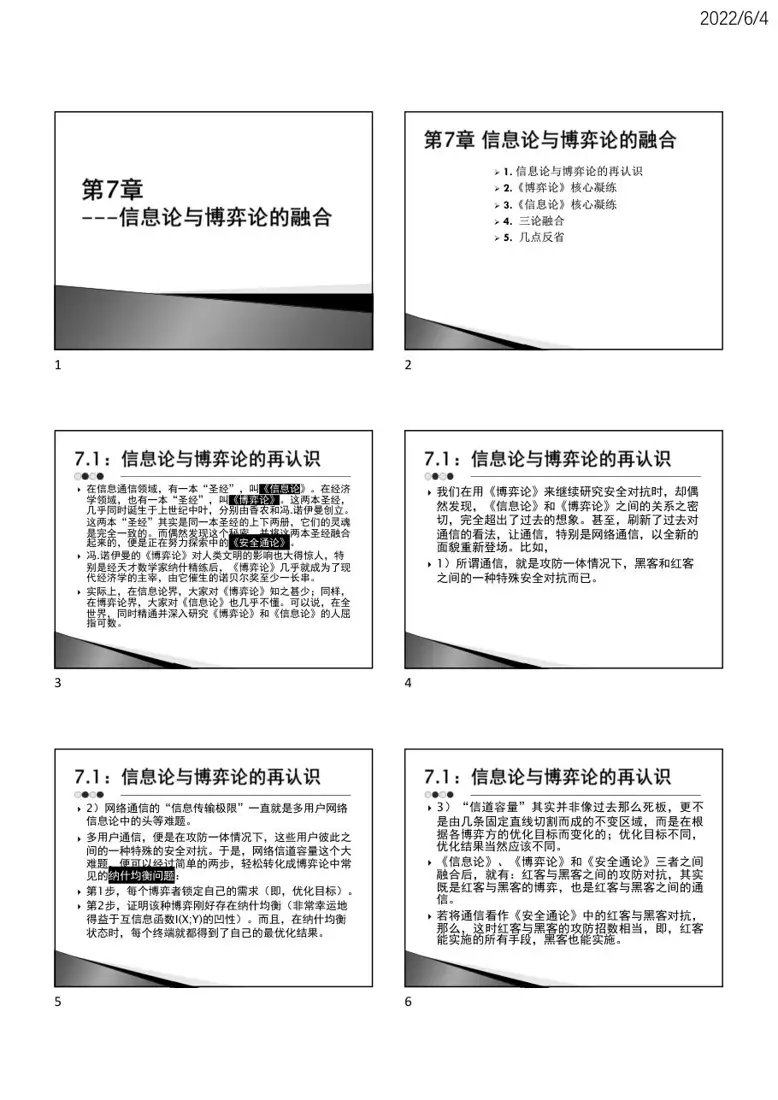 2022/6/4
第7章
---信息论与博弈论的融合
1
第7章 信息论与博弈论的融合
➢ 1. 信息论与博弈论的再认识
➢ 2.《博弈论》核心凝练
➢ 3.《信息论》核心凝练
➢ 4. 三论融合
➢ 5. 几点反省
2
7.1：信息论与博弈论的再认识
在信息通信领域，有一本“圣经”，叫《信息论》。在经济
学领域，也有一本“圣经”，叫《博弈论》。这两本圣经，
几乎同时诞生于上世纪中叶，分别由香农和冯.诺伊曼创立。
这两本“圣经”其实是同一本圣经的上下两册，它们的灵魂
是完全一致的。而偶然发现这个秘密，并将这两本圣经融合
起来的，便是正在努力探索中的《安全通论》。
冯.诺伊曼的《博弈论》对人类文明的影响也大得惊人，特
别是经天才数学家纳什精练后，《博弈论》几乎就成为了现
代经济学的主宰，由它催生的诺贝尔奖至少一长串。
实际上，在信息论界，大家对《博弈论》知之甚少；同样，
在博弈论界，大家对《信息论》也几乎不懂。可以说，在全
世界，同时精通并深入研究《博弈论》和《信息论》的人屈
指可数。
3
7.1：信息论与博弈论的再认识
我们在用《博弈论》来继续研究安全对抗时，却偶
然发现，《信息论》和《博弈论》之间的关系之密
切，完全超出了过去的想象。甚至，刷新了过去对
通信的看法，让通信，特别是网络通信，以全新的
面貌重新登场。比如，
1）所谓通信，就是攻防一体情况下，黑客和红客
之间的一种特殊安全对抗而已。
4
7.1：信息论与博弈论的再认识
2）网络通信的“信息传输极限”一直就是多用户网络
信息论中的头等难题。
多用户通信，便是在攻防一体情况下，这些用户彼此之
间的一种特殊的安全对抗。于是，网络信道容量这个大
难题，便可以经过简单的两步，轻松转化成博弈论中常
见的纳什均衡问题：
第1步，每个博弈者锁定自己的需求（即，优化目标）。
第2步，证明该种博弈刚好存在纳什均衡（非常幸运地
得益于互信息函数I(X;Y)的凹性）。而且，在纳什均衡
状态时，每个终端就都得到了自己的最优化结果。
5
7.1：信息论与博弈论的再认识
3）“信道容量”其实并非像过去那么死板，更不
是由几条固定直线切割而成的不变区域，而是在根
据各博弈方的优化目标而变化的；优化目标不同，
优化结果当然应该不同。
《信息论》、《博弈论》和《安全通论》三者之间
融合后，就有：红客与黑客之间的攻防对抗，其实
既是红客与黑客的博弈，也是红客与黑客之间的通
信。
若将通信看作《安全通论》中的红客与黑客对抗，
那么，这时红客与黑客的攻防招数相当，即，红客
能实施的所有手段，黑客也能实施。
6